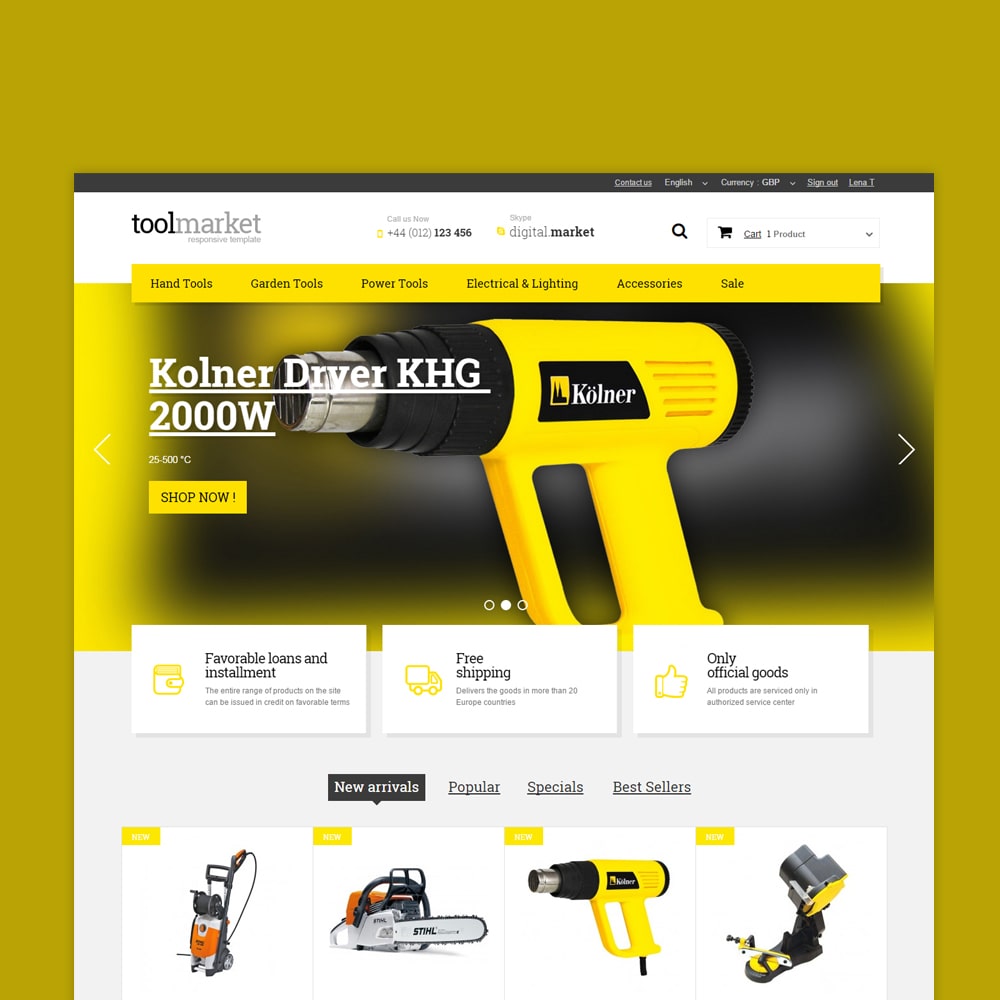 Contact us English Currency : GBP Sign out Lena T
toolmarket
responsive template
Call us Now
+44 (012) 123 456
Skype
digital.market
Cart 1 Product
Hand Tools Garden Tools Power Tools Electrical & Lighting Accessories Sale
Kolner Dryer KHG
2000W
25-500 °C
SHOP NOW !
Kölner
Favorable loans and
installment
The entire range of products on the site
can be issued in credit on favorable terms
Free
shipping
Delivers the goods in more than 20
Europe countries
Only
official goods
All products are serviced only in
authorized service center
New arrivals Popular Specials Best Sellers
NEW NEW NEW NEW
STIHL
Kölner